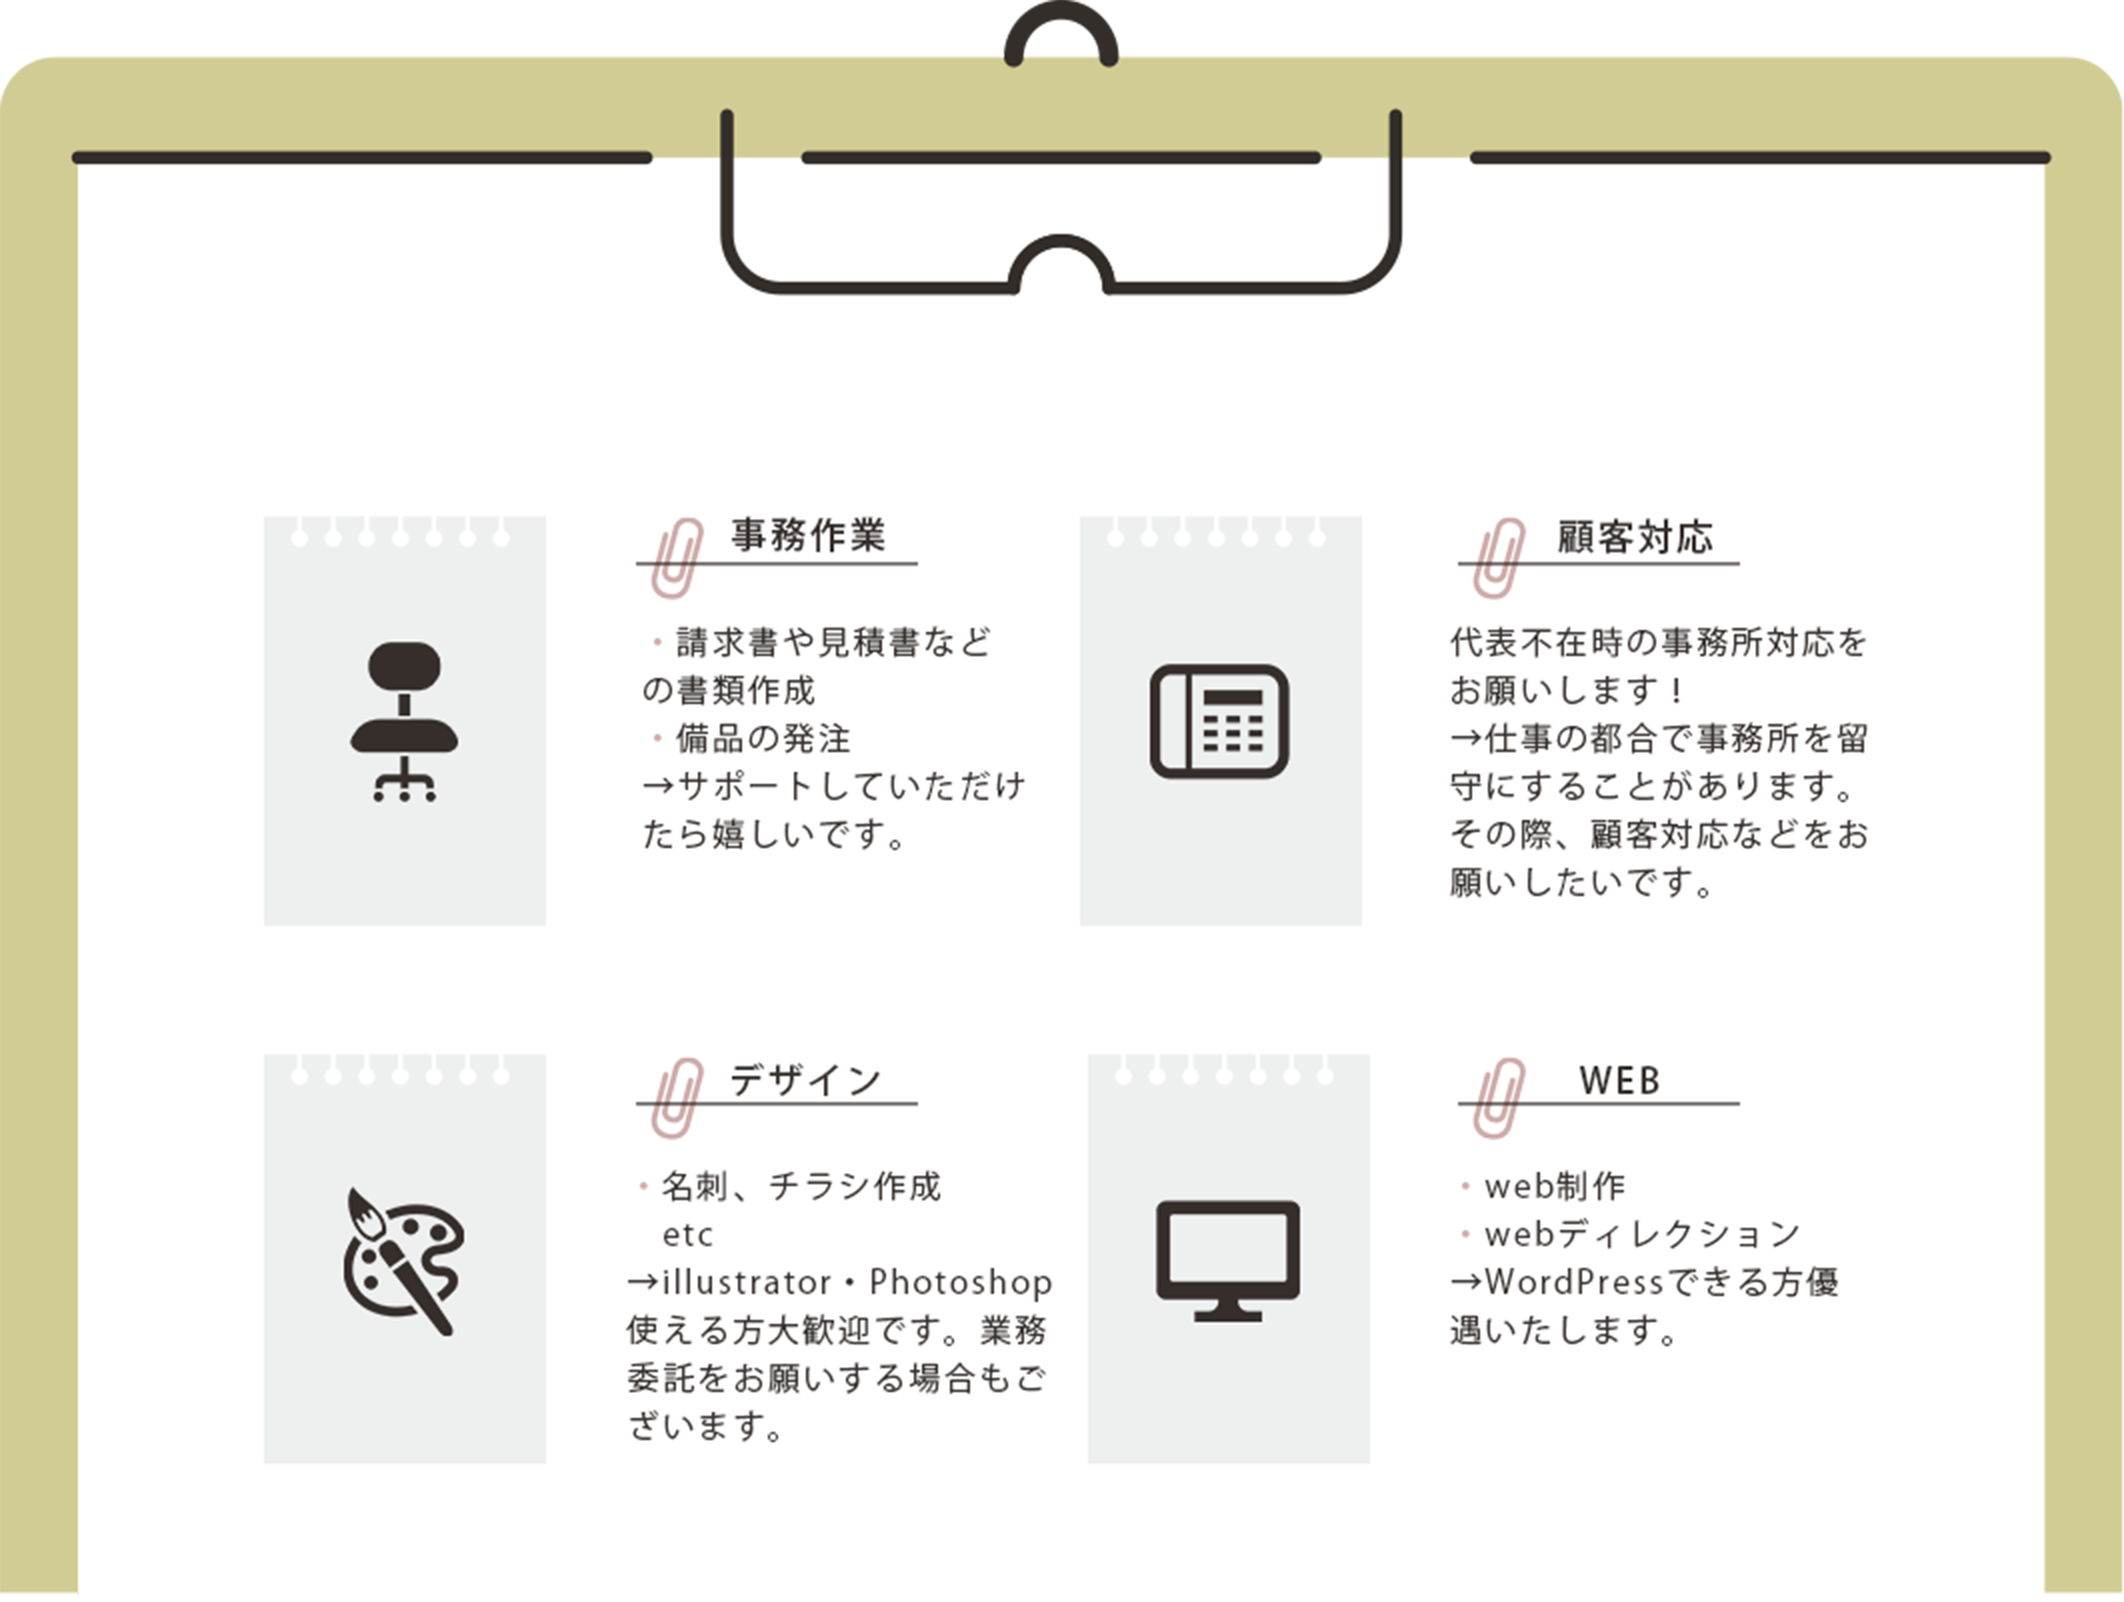 事務作業
・請求書や見積書など
の書類作成
・備品の発注
→サポートしていただけ
たら嬉しいです。
顧客対応
代表不在時の事務所対応を
お願いします！
→仕事の都合で事務所を留
守にすることがあります。
その際、顧客対応などをお
願いしたいです。
デザイン
・名刺、チラシ作成
etc
→illustrator・Photoshop
使える方大歓迎です。業務
委託をお願いする場合もご
ざいます。
WEB
・web制作
・webディレクション
→WordPressできる方優
遇いたします。